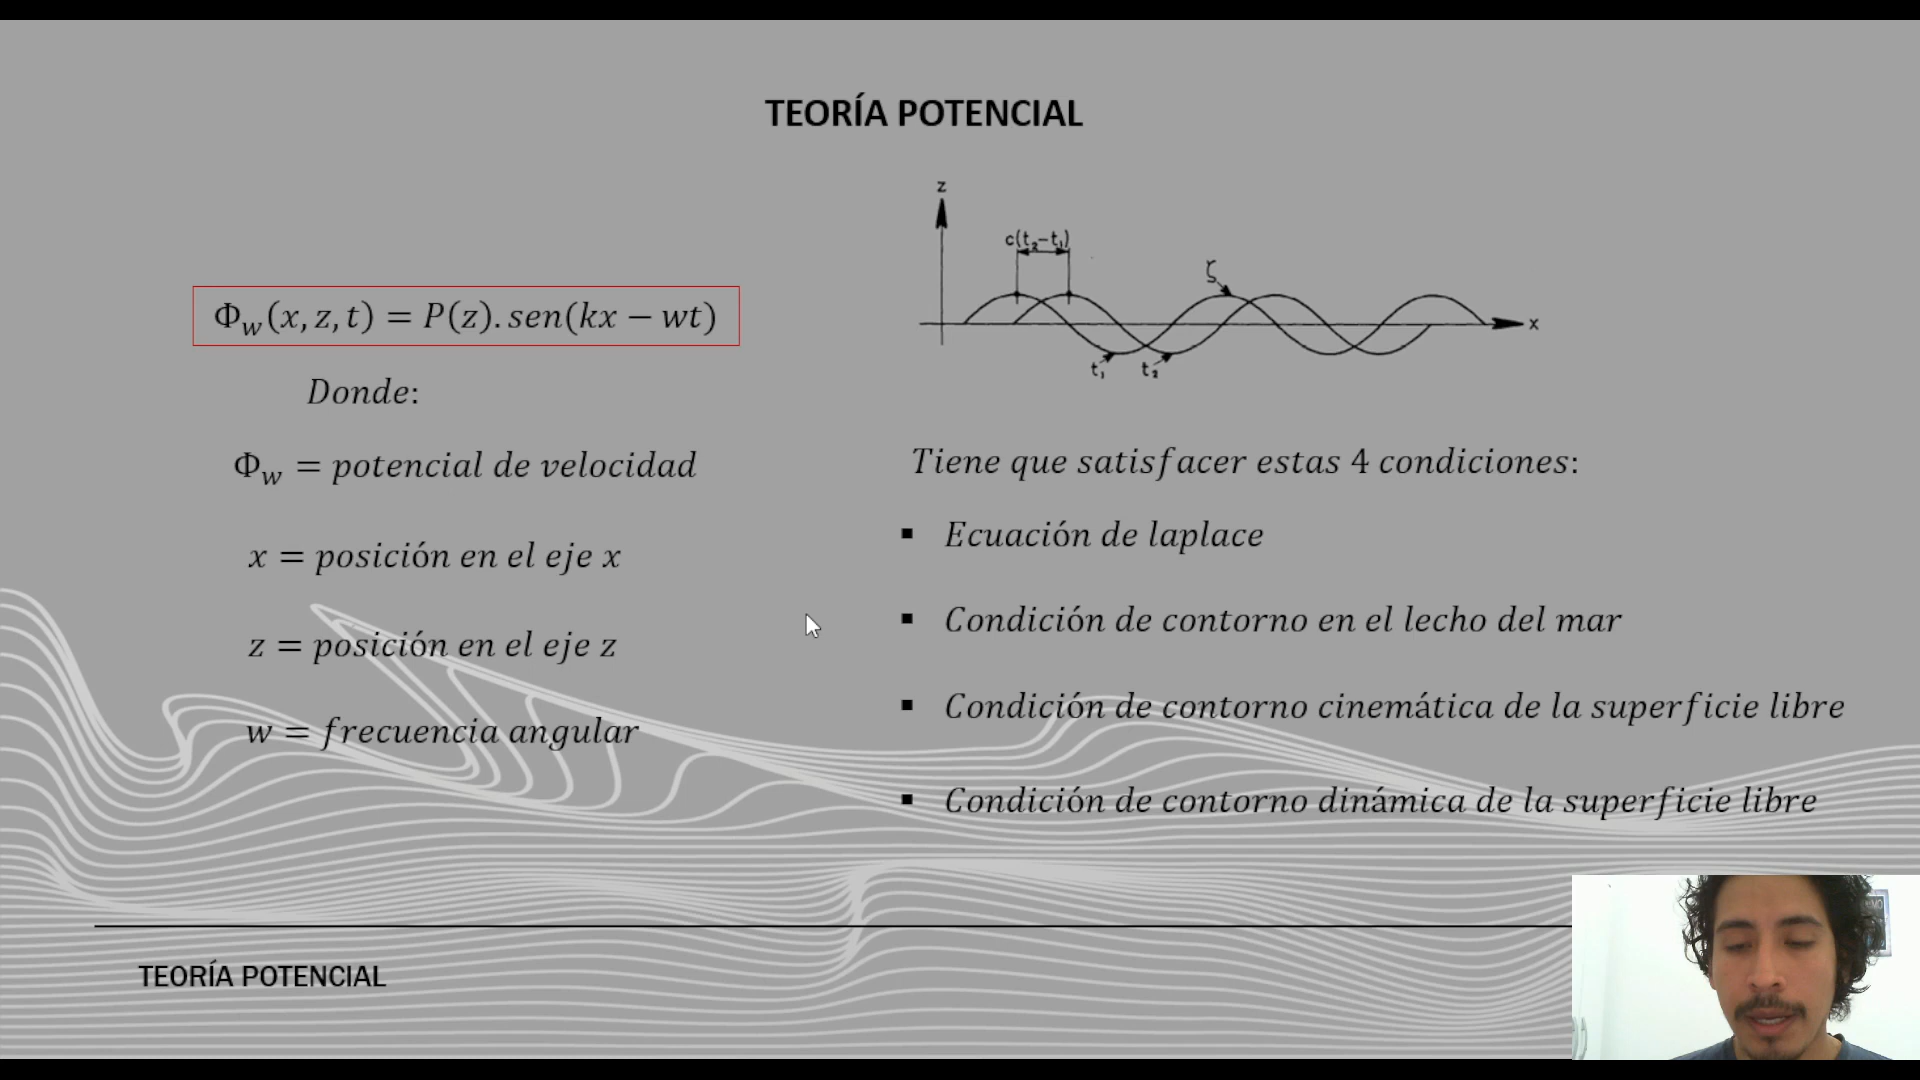 TEORÍA POTENCIAL
z
c(t₂-t₁)
ζ
x
t₁ t₂
Φ_w(x, z, t) = P(z). sen(kx − wt)
Donde:
Φ_w = potencial de velocidad
x = posición en el eje x
z = posición en el eje z
w = frecuencia angular
Tiene que satisfacer estas 4 condiciones:
▪ Ecuación de laplace
▪ Condición de contorno en el lecho del mar
▪ Condición de contorno cinemática de la superficie libre
▪ Condición de contorno dinámica de la superficie libre
TEORÍA POTENCIAL